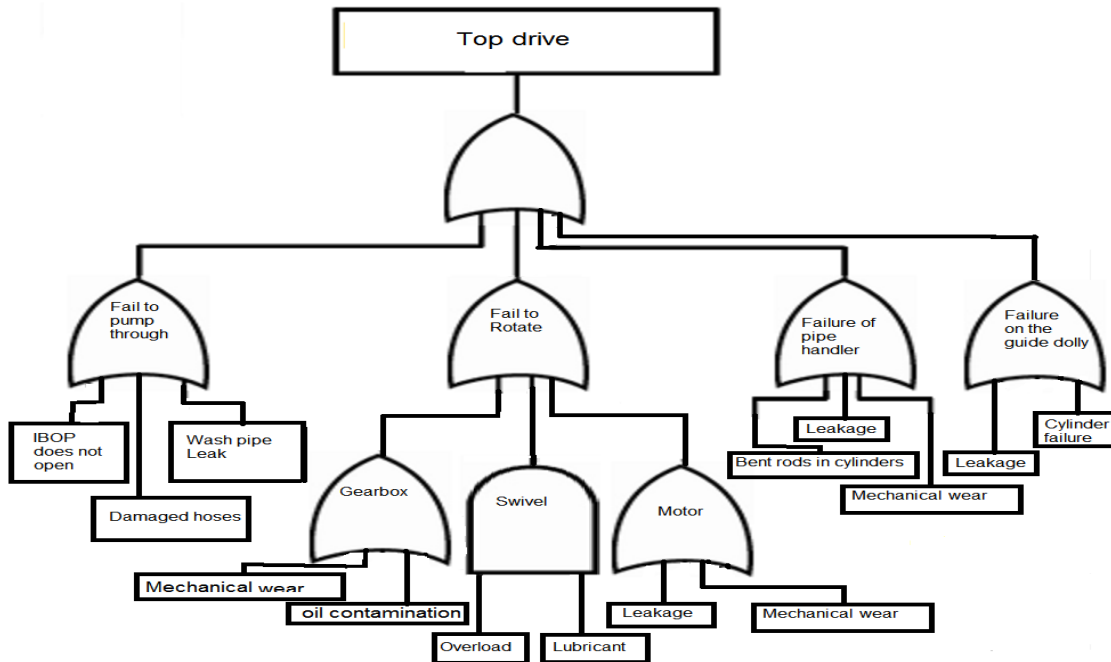 Top drive
Fail to
pump
through
Fail to
Rotate
Failure of
pipe
handler
Failure
on the
guide dolly
IBOP
does not
open
Wash pipe
Leak
Damaged hoses
Gearbox
Swivel
Motor
Leakage
Bent rods in cylinders
Mechanical wear
Leakage
Cylinder
failure
Mechanical wear
oil contamination
Overload
Lubricant
Leakage
Mechanical wear